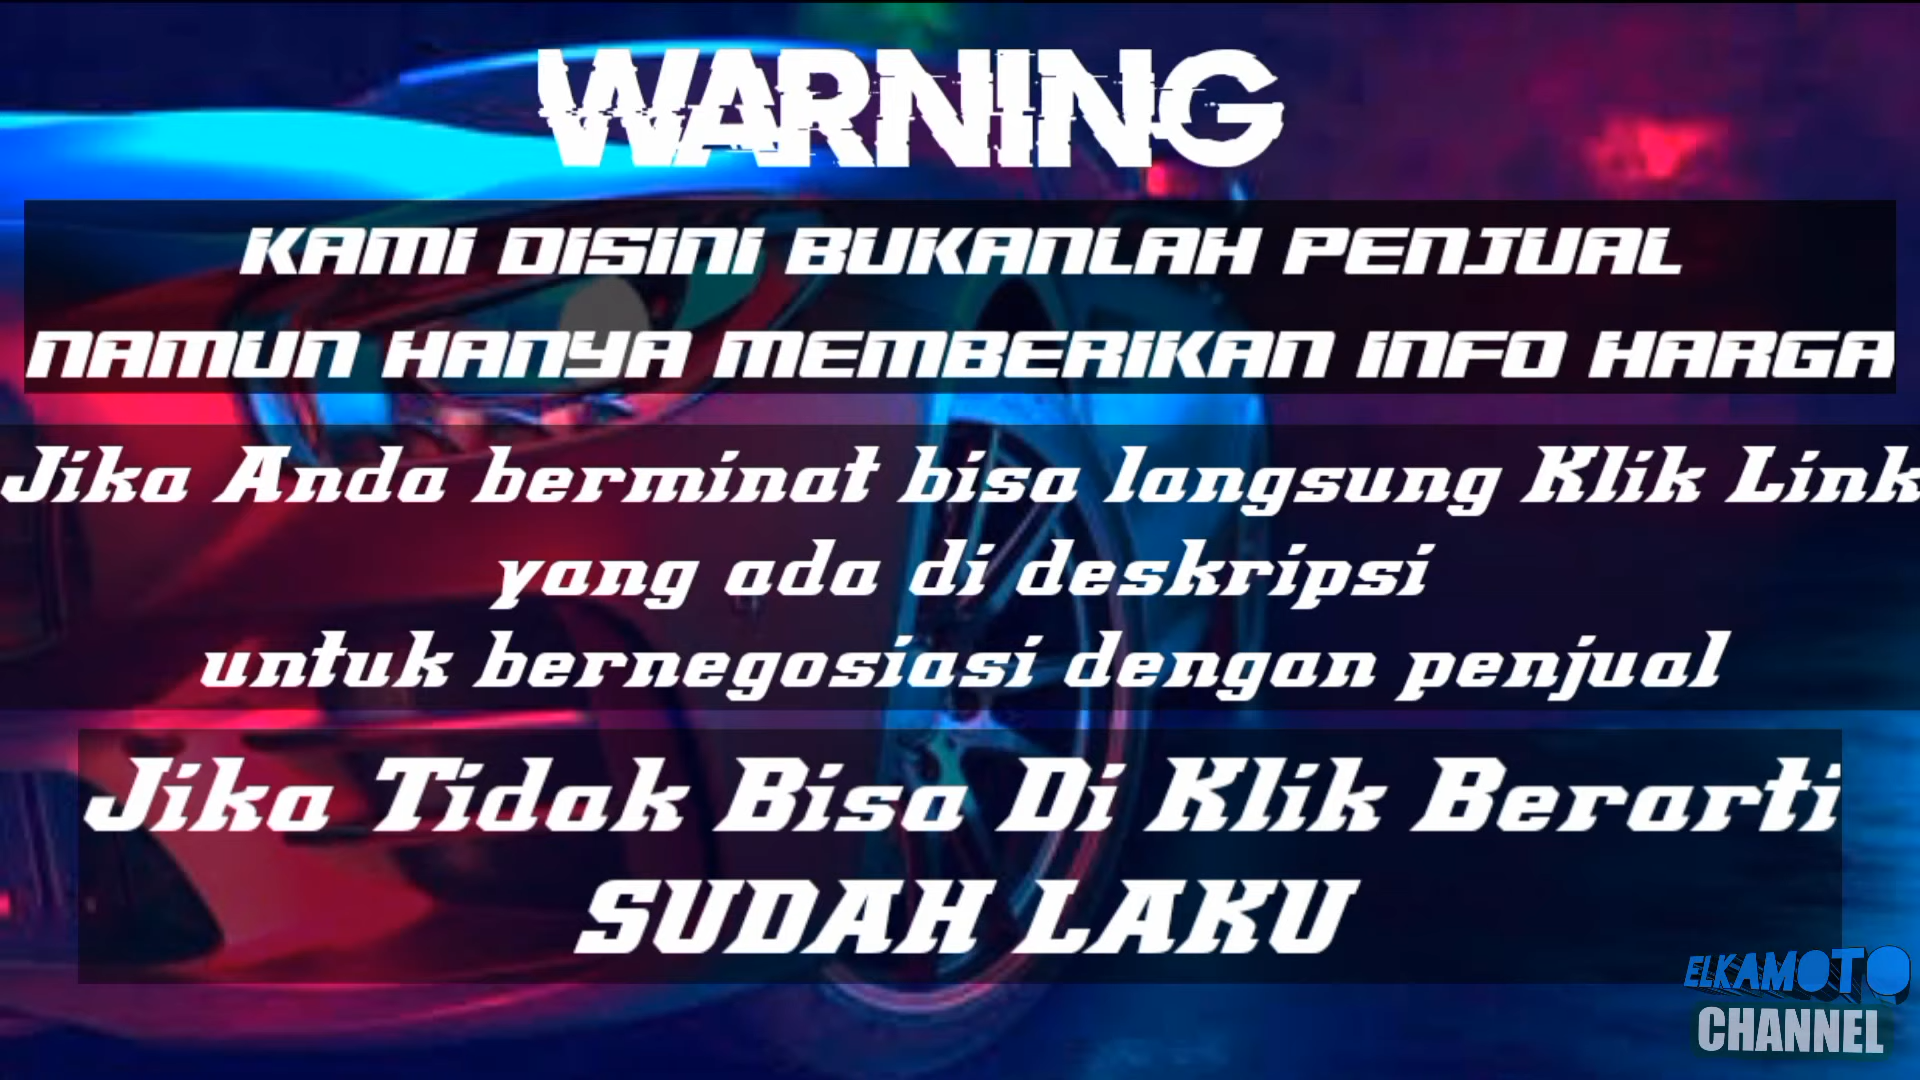 WARNING
KAMI DISINI BUKANLAH PENJUAL
NAMUN HANYA MEMBERIKAN INFO HARGA
Jika Anda berminat bisa langsung Klik Link
yang ada di deskripsi
untuk bernegosiasi dengan penjual
Jika Tidak Bisa Di Klik Berarti
SUDAH LAKU
ELKAMOTO
CHANNEL